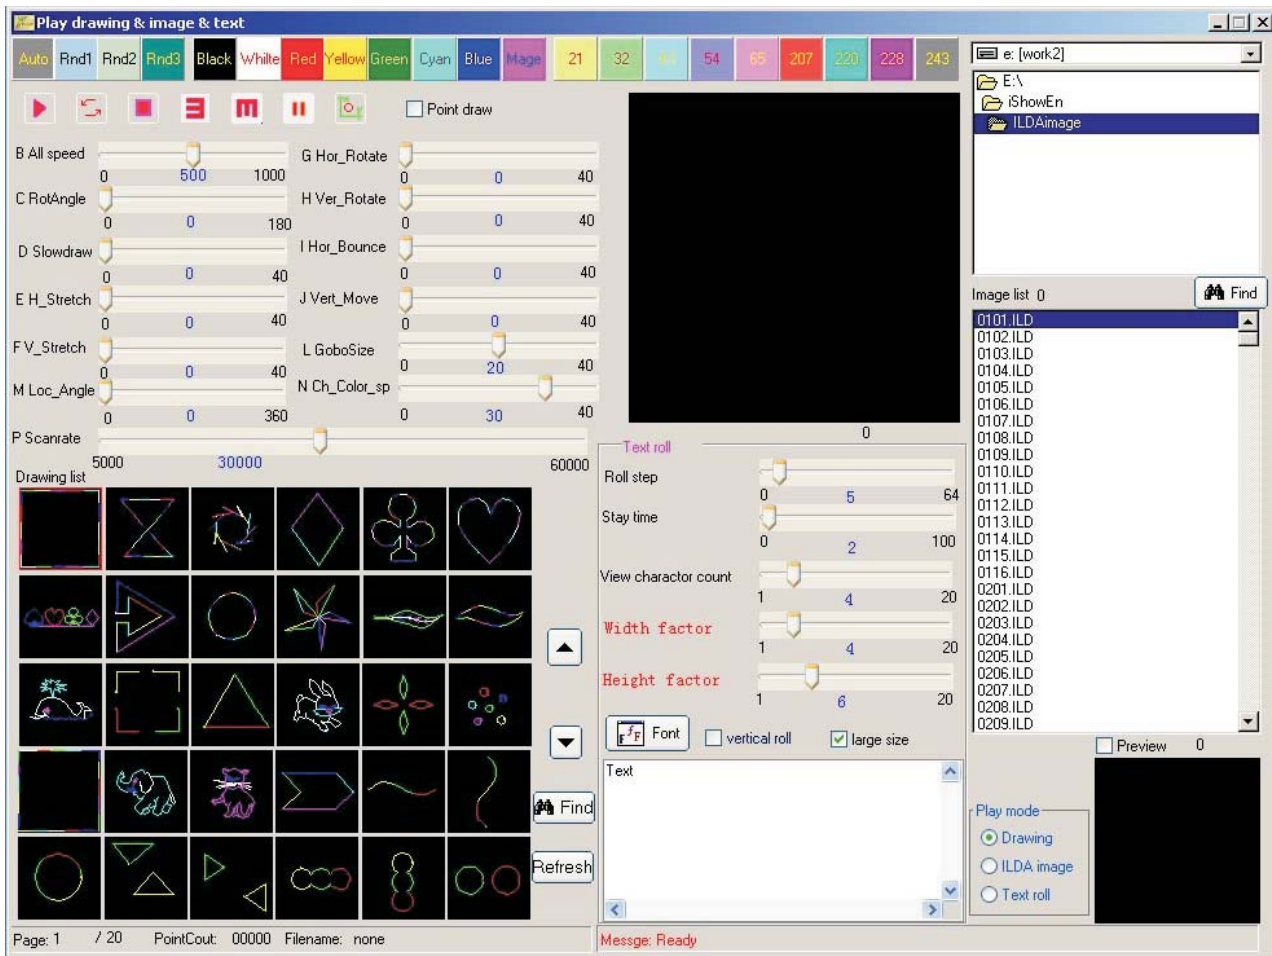 Play drawing & image & text
Auto Rnd1 Rnd2 Rnd3 Black Whilte Red Yellow Green Cyan Blue Mage 21 32 54 65 207 220 228 243
e: [work2]
E:\
iShowEn
ILDAimage
Point draw
B All speed
0 500 1000
G Hor_Rotate
0 0 40
C RotAngle
0 0 180
H Ver_Rotate
0 0 40
D Slowdraw
0 0 40
I Hor_Bounce
0 0 40
E H_Stretch
0 0 40
J Vert_Move
0 0 40
F V_Stretch
0 0 40
L GoboSize
0 20 40
M Loc_Angle
0 0 360
N Ch_Color_sp
0 30 40
P Scanrate
5000 30000 60000
0
Drawing list
Find
Refresh
Text roll
Roll step
0 5 64
Stay time
0 2 100
View charactor count
1 4 20
Width factor
1 4 20
Height factor
1 6 20
Font
vertical roll
large size
Text
Image list 0
Find
0101.ILD
0102.ILD
0103.ILD
0104.ILD
0105.ILD
0106.ILD
0107.ILD
0108.ILD
0109.ILD
0110.ILD
0111.ILD
0112.ILD
0113.ILD
0114.ILD
0115.ILD
0116.ILD
0201.ILD
0202.ILD
0203.ILD
0204.ILD
0205.ILD
0206.ILD
0207.ILD
0208.ILD
0209.ILD
Preview 0
Play mode
Drawing
ILDA image
Text roll
Page: 1 / 20 PointCout: 00000 Filename: none
Messge: Ready